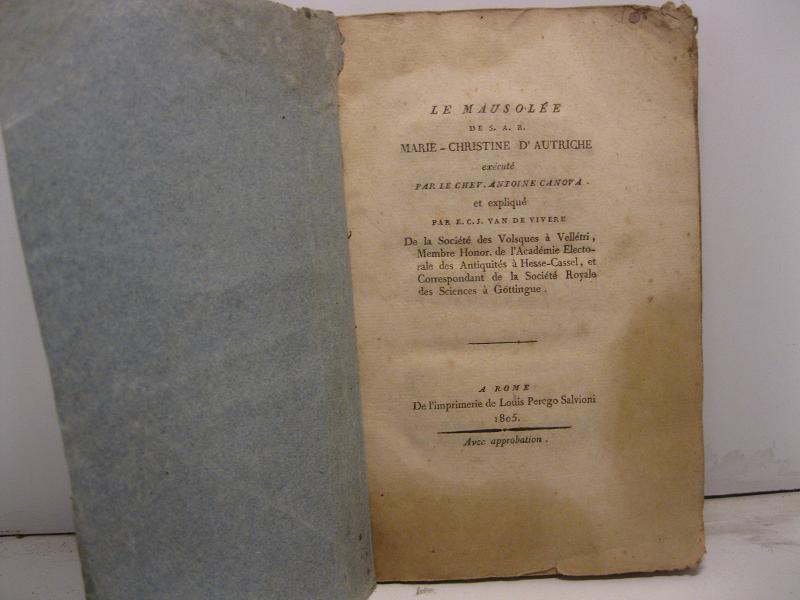 LE MAUSOLÉE
DE S. A. R.
MARIE - CHRISTINE D' AUTRICHE
exécuté
PAR LE CHEV. ANTOINE CANOVA
et expliqué
PAR E. C. J. VAN DE VIVERE
De la Société des Volsques à Vellétri,
Membre Honor. de l'Académie Electo-
rale des Antiquités à Hesse-Cassel, et
Correspondant de la Société Royale
des Sciences à Göttingue.
A ROME
De l'imprimerie de Louis Perego Salvioni
1805.
Avec approbation.